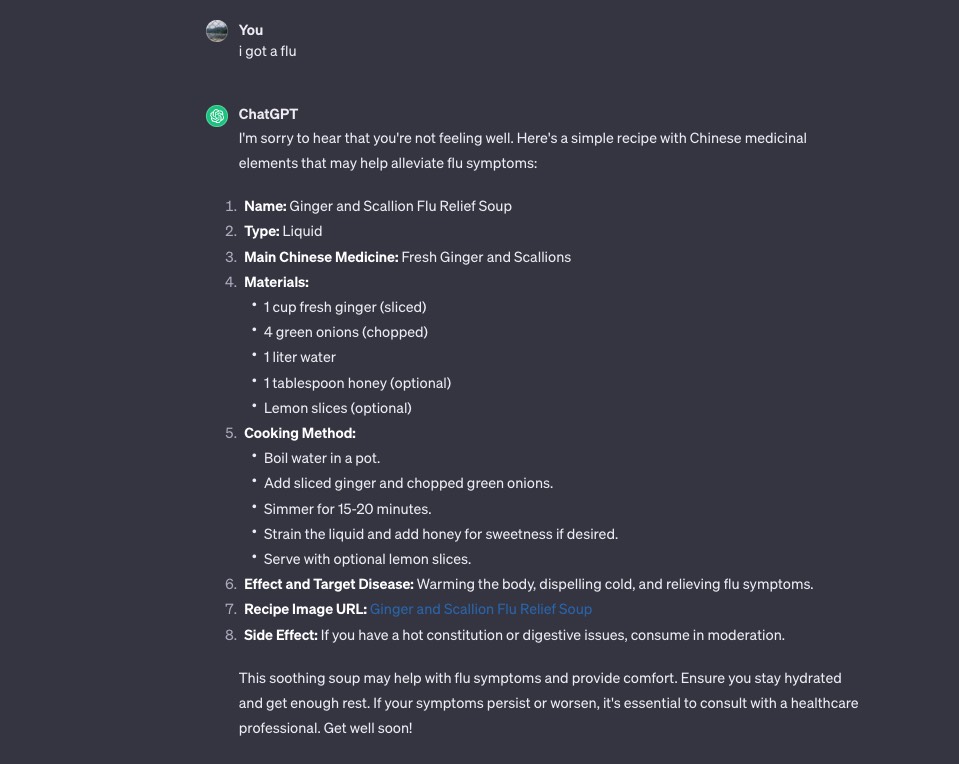 You
i got a flu
ChatGPT
I'm sorry to hear that you're not feeling well. Here's a simple recipe with Chinese medicinal
elements that may help alleviate flu symptoms:
1. Name: Ginger and Scallion Flu Relief Soup
2. Type: Liquid
3. Main Chinese Medicine: Fresh Ginger and Scallions
4. Materials:
• 1 cup fresh ginger (sliced)
• 4 green onions (chopped)
• 1 liter water
• 1 tablespoon honey (optional)
• Lemon slices (optional)
5. Cooking Method:
• Boil water in a pot.
• Add sliced ginger and chopped green onions.
• Simmer for 15-20 minutes.
• Strain the liquid and add honey for sweetness if desired.
• Serve with optional lemon slices.
6. Effect and Target Disease: Warming the body, dispelling cold, and relieving flu symptoms.
7. Recipe Image URL: Ginger and Scallion Flu Relief Soup
8. Side Effect: If you have a hot constitution or digestive issues, consume in moderation.
This soothing soup may help with flu symptoms and provide comfort. Ensure you stay hydrated
and get enough rest. If your symptoms persist or worsen, it's essential to consult with a healthcare
professional. Get well soon!